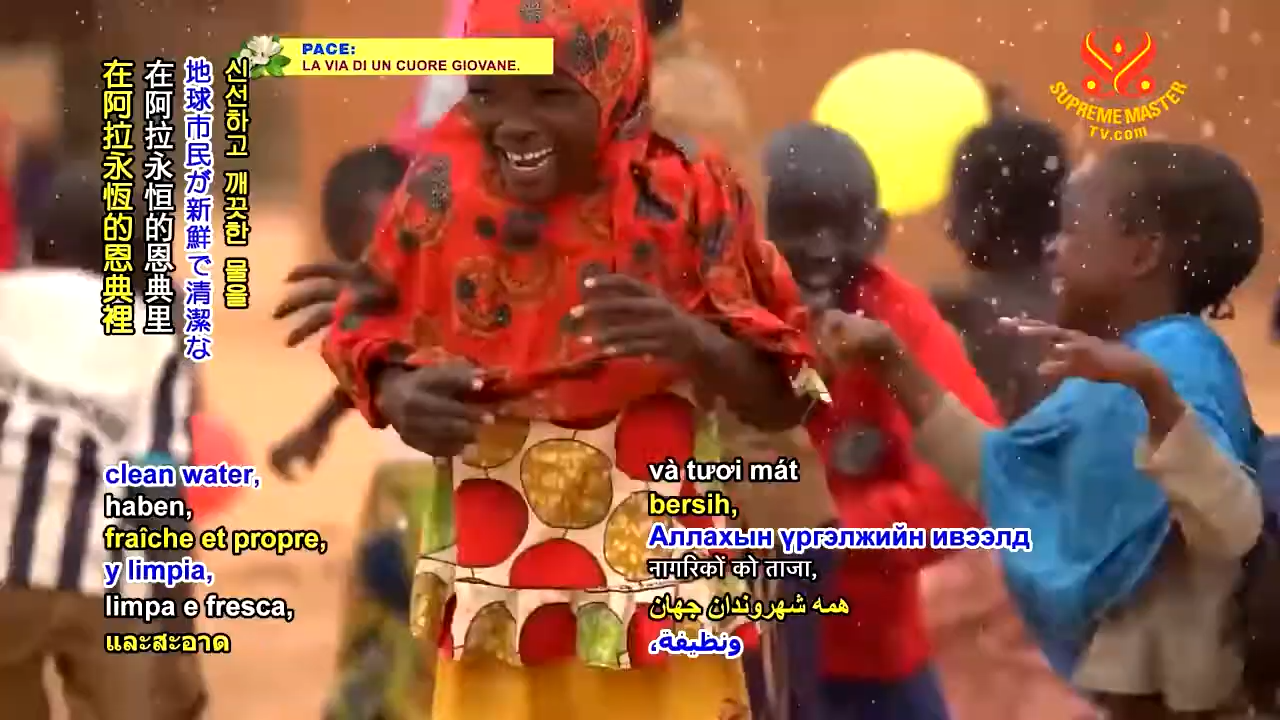 PACE:
LA VIA DI UN CUORE GIOVANE.
SUPREME MASTER
TV.com
신선하고 깨끗한 물을
地球市民が新鮮で清潔な
在阿拉永恒的恩典里
在阿拉永恆的恩典裡
clean water,
haben,
fraîche et propre,
y limpia,
limpa e fresca,
และสะอาด
và tươi mát
bersih,
Аллахын үргэлжийн ивээлд
नागरिकों को ताजा,
همه شهروندان جهان
ونظيفة،